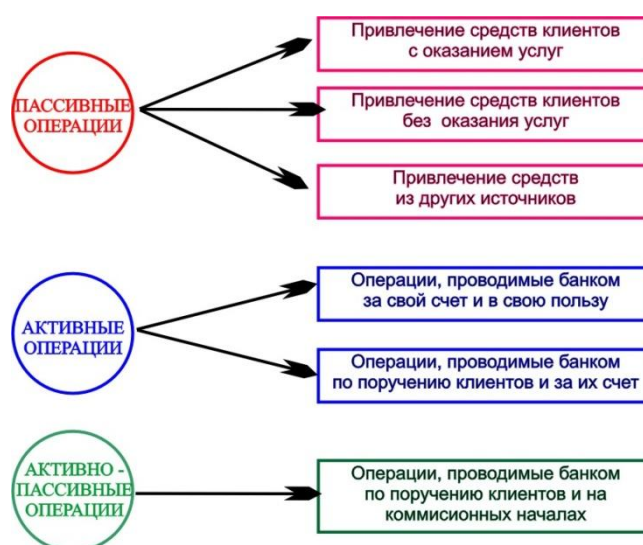 ПАССИВНЫЕ
ОПЕРАЦИИ
Привлечение средств клиентов
с оказанием услуг
Привлечение средств клиентов
без оказания услуг
Привлечение средств
из других источников
АКТИВНЫЕ
ОПЕРАЦИИ
Операции, проводимые банком
за свой счет и в свою пользу
Операции, проводимые банком
по поручению клиентов и за их счет
АКТИВНО -
ПАССИВНЫЕ
ОПЕРАЦИИ
Операции, проводимые банком
по поручению клиентов и на
коммисионных началах